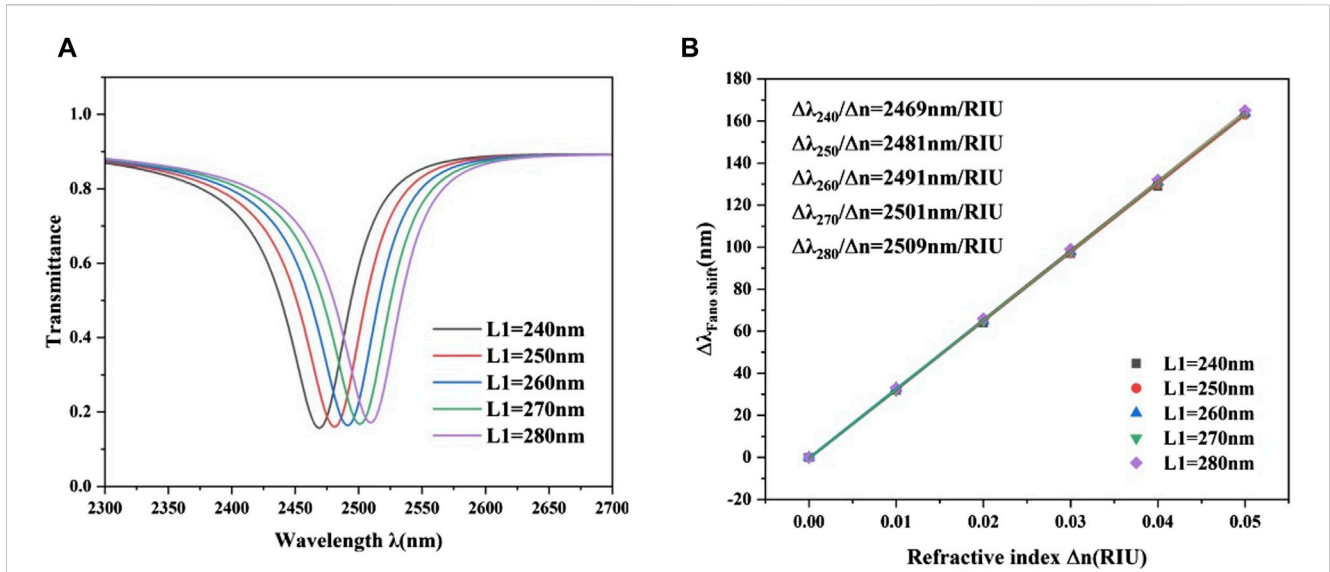 A
1.0
0.8
0.6
0.4
0.2
0.0
Transmittance
L1=240nm
L1=250nm
L1=260nm
L1=270nm
L1=280nm
2300 2350 2400 2450 2500 2550 2600 2650 2700
Wavelength λ(nm)
B
180
160
140
120
100
80
60
40
20
0
-20
Δλ Fano shift(nm)
Δλ240/Δn=2469nm/RIU
Δλ250/Δn=2481nm/RIU
Δλ260/Δn=2491nm/RIU
Δλ270/Δn=2501nm/RIU
Δλ280/Δn=2509nm/RIU
L1=240nm
L1=250nm
L1=260nm
L1=270nm
L1=280nm
0.00 0.01 0.02 0.03 0.04 0.05
Refractive index Δn(RIU)